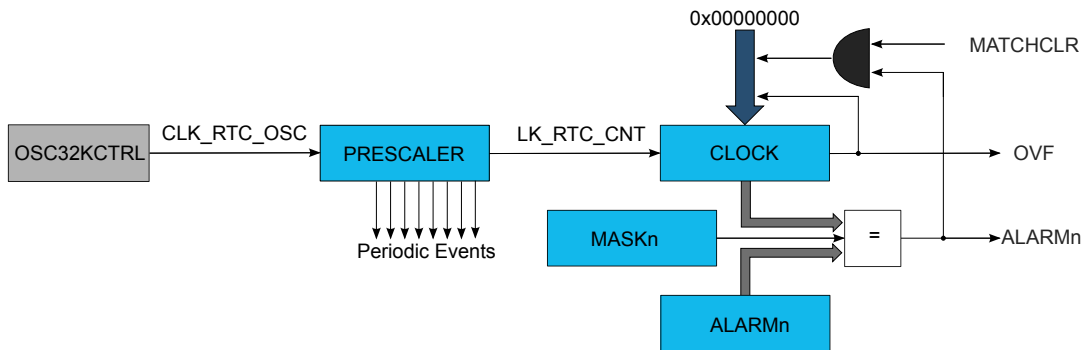 0x00000000
MATCHCLR
CLK_RTC_OSC
LK_RTC_CNT
OSC32KCTRL
PRESCALER
CLOCK
OVF
Periodic Events
MASKn
=
ALARMn
ALARMn